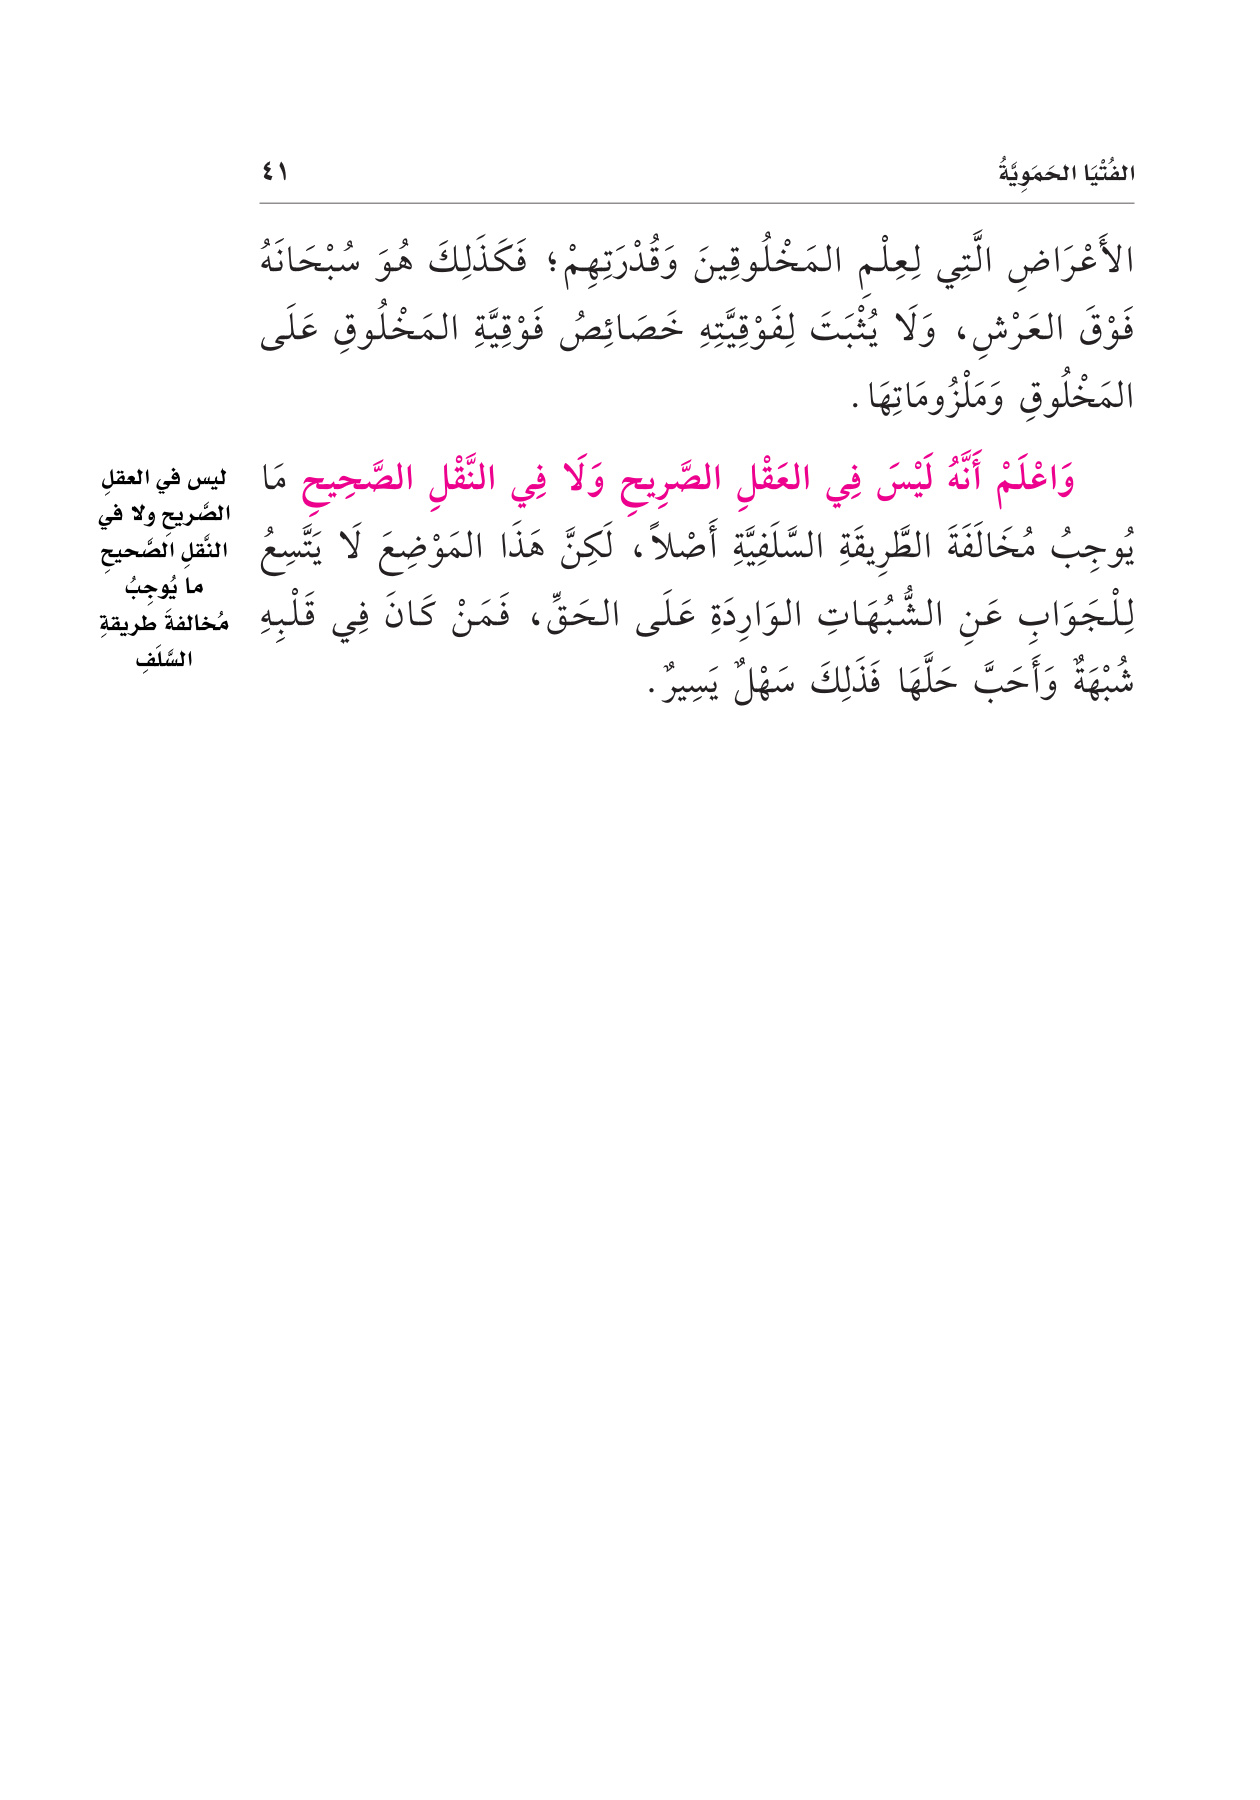 الفُتْيَا الحَمَوِيَّةُ
٤١
الأَعْرَاضِ الَّتِي لِعِلْمِ المَخْلُوقِينَ وَقُدْرَتِهِمْ؛ فَكَذَلِكَ هُوَ سُبْحَانَهُ
فَوْقَ العَرْشِ، وَلَا يُثْبَتَ لِفَوْقِيَّتِهِ خَصَائِصُ فَوْقِيَّةِ المَخْلُوقِ عَلَى
المَخْلُوقِ وَمَلْزُومَاتِهَا.
وَاعْلَمْ أَنَّهُ لَيْسَ فِي العَقْلِ الصَّرِيحِ وَلَا فِي النَّقْلِ الصَّحِيحِ مَا
يُوجِبُ مُخَالَفَةَ الطَّرِيقَةِ السَّلَفِيَّةِ أَصْلاً، لَكِنَّ هَذَا المَوْضِعَ لَا يَتَّسِعُ
لِلْجَوَابِ عَنِ الشُّبُهَاتِ الوَارِدَةِ عَلَى الحَقِّ، فَمَنْ كَانَ فِي قَلْبِهِ
شُبْهَةٌ وَأَحَبَّ حَلَّهَا فَذَلِكَ سَهْلٌ يَسِيرٌ.
ليس في العقلِ
الصَّريحِ ولا في
النَّقلِ الصَّحيحِ
ما يُوجِبُ
مُخالفةَ طريقةِ
السَّلَفِ